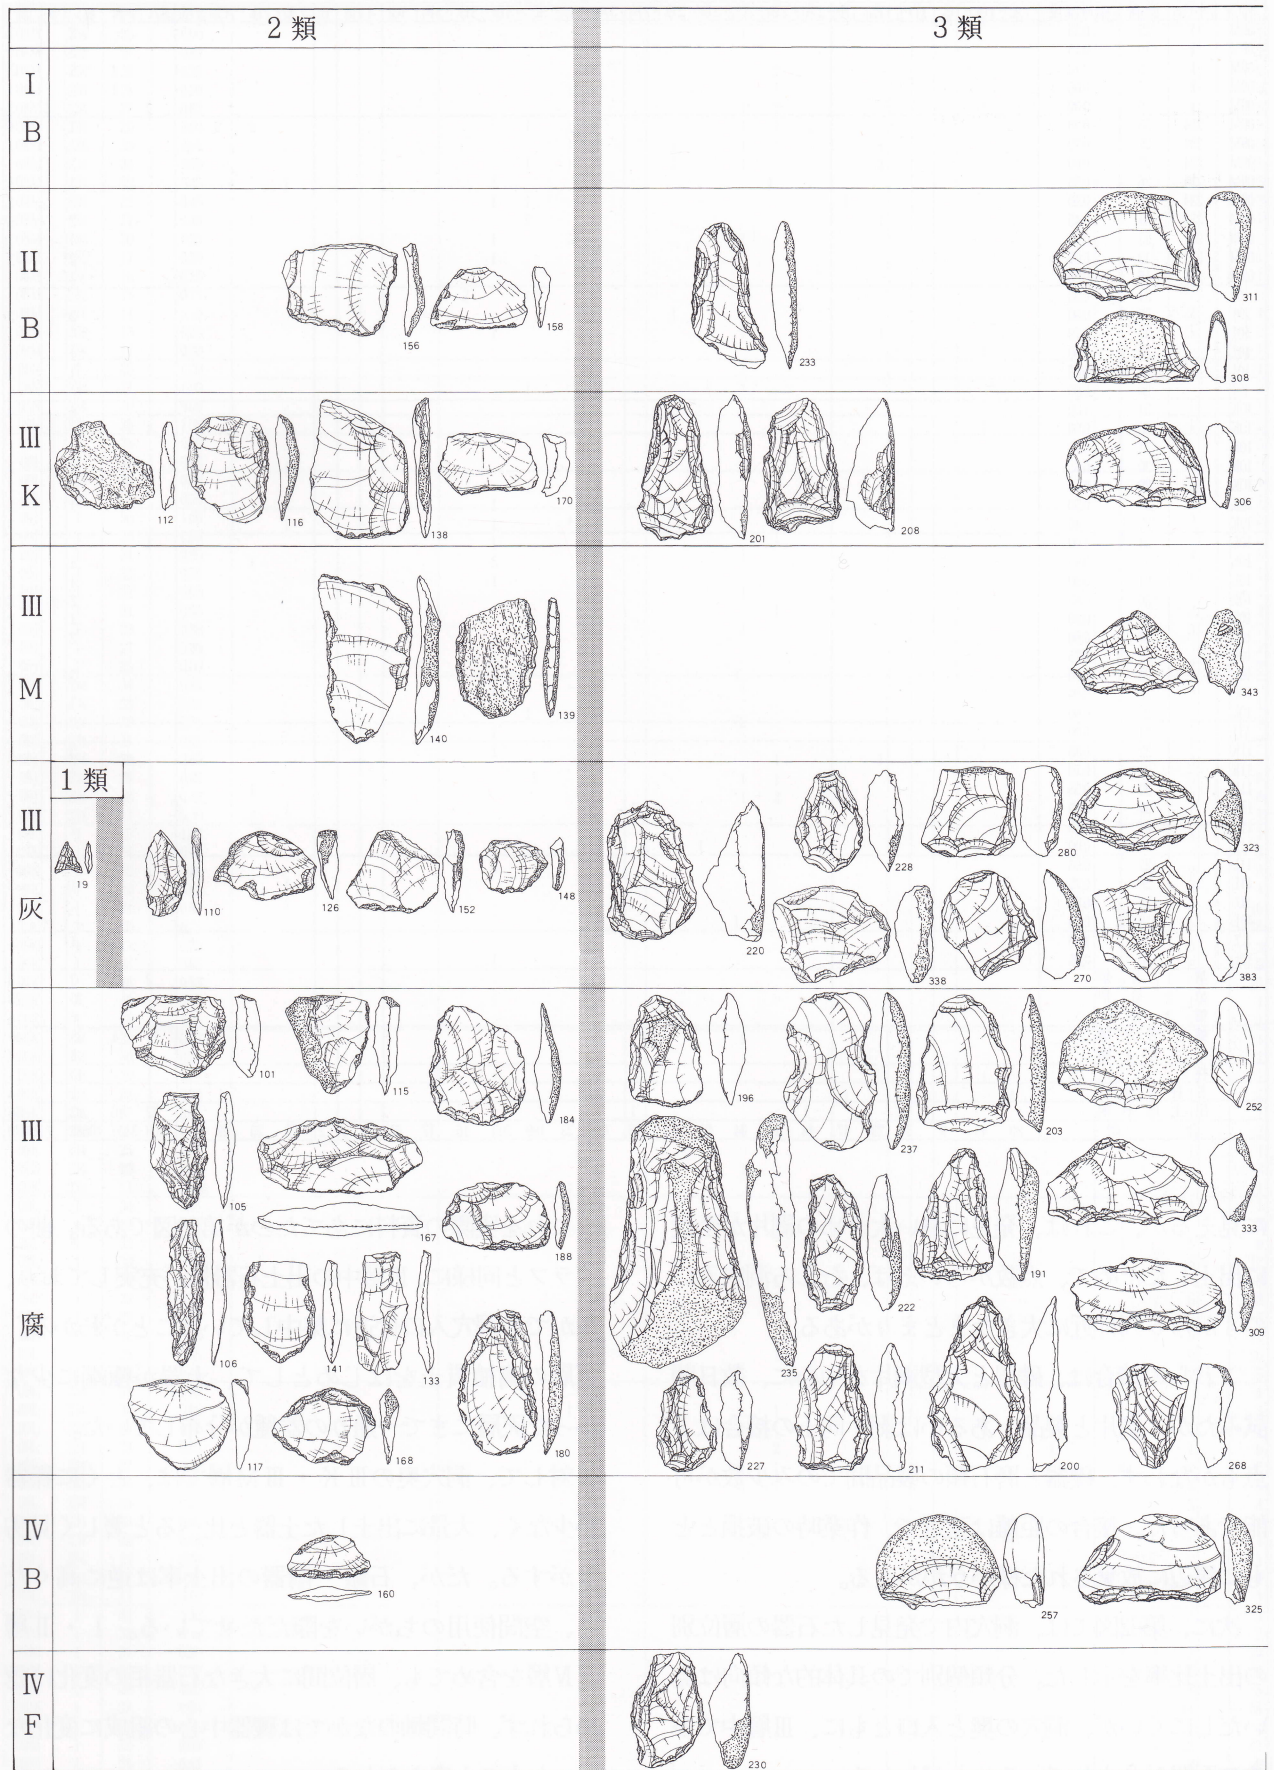 2類 3類
I
B
II
B
156 158 233 311
308
III
K
112 116 138 170 201 208 306
III
M
140 139 343
1類
III
灰
19 110 126 152 148 220 228 280 323
338 270 383
III
腐
101 115 184 196 237 203 252
105 167 188 235 222 191 333
106 141 133 180 309
117 168 227 211 200 268
IV
B
160 257 325
IV
F
230